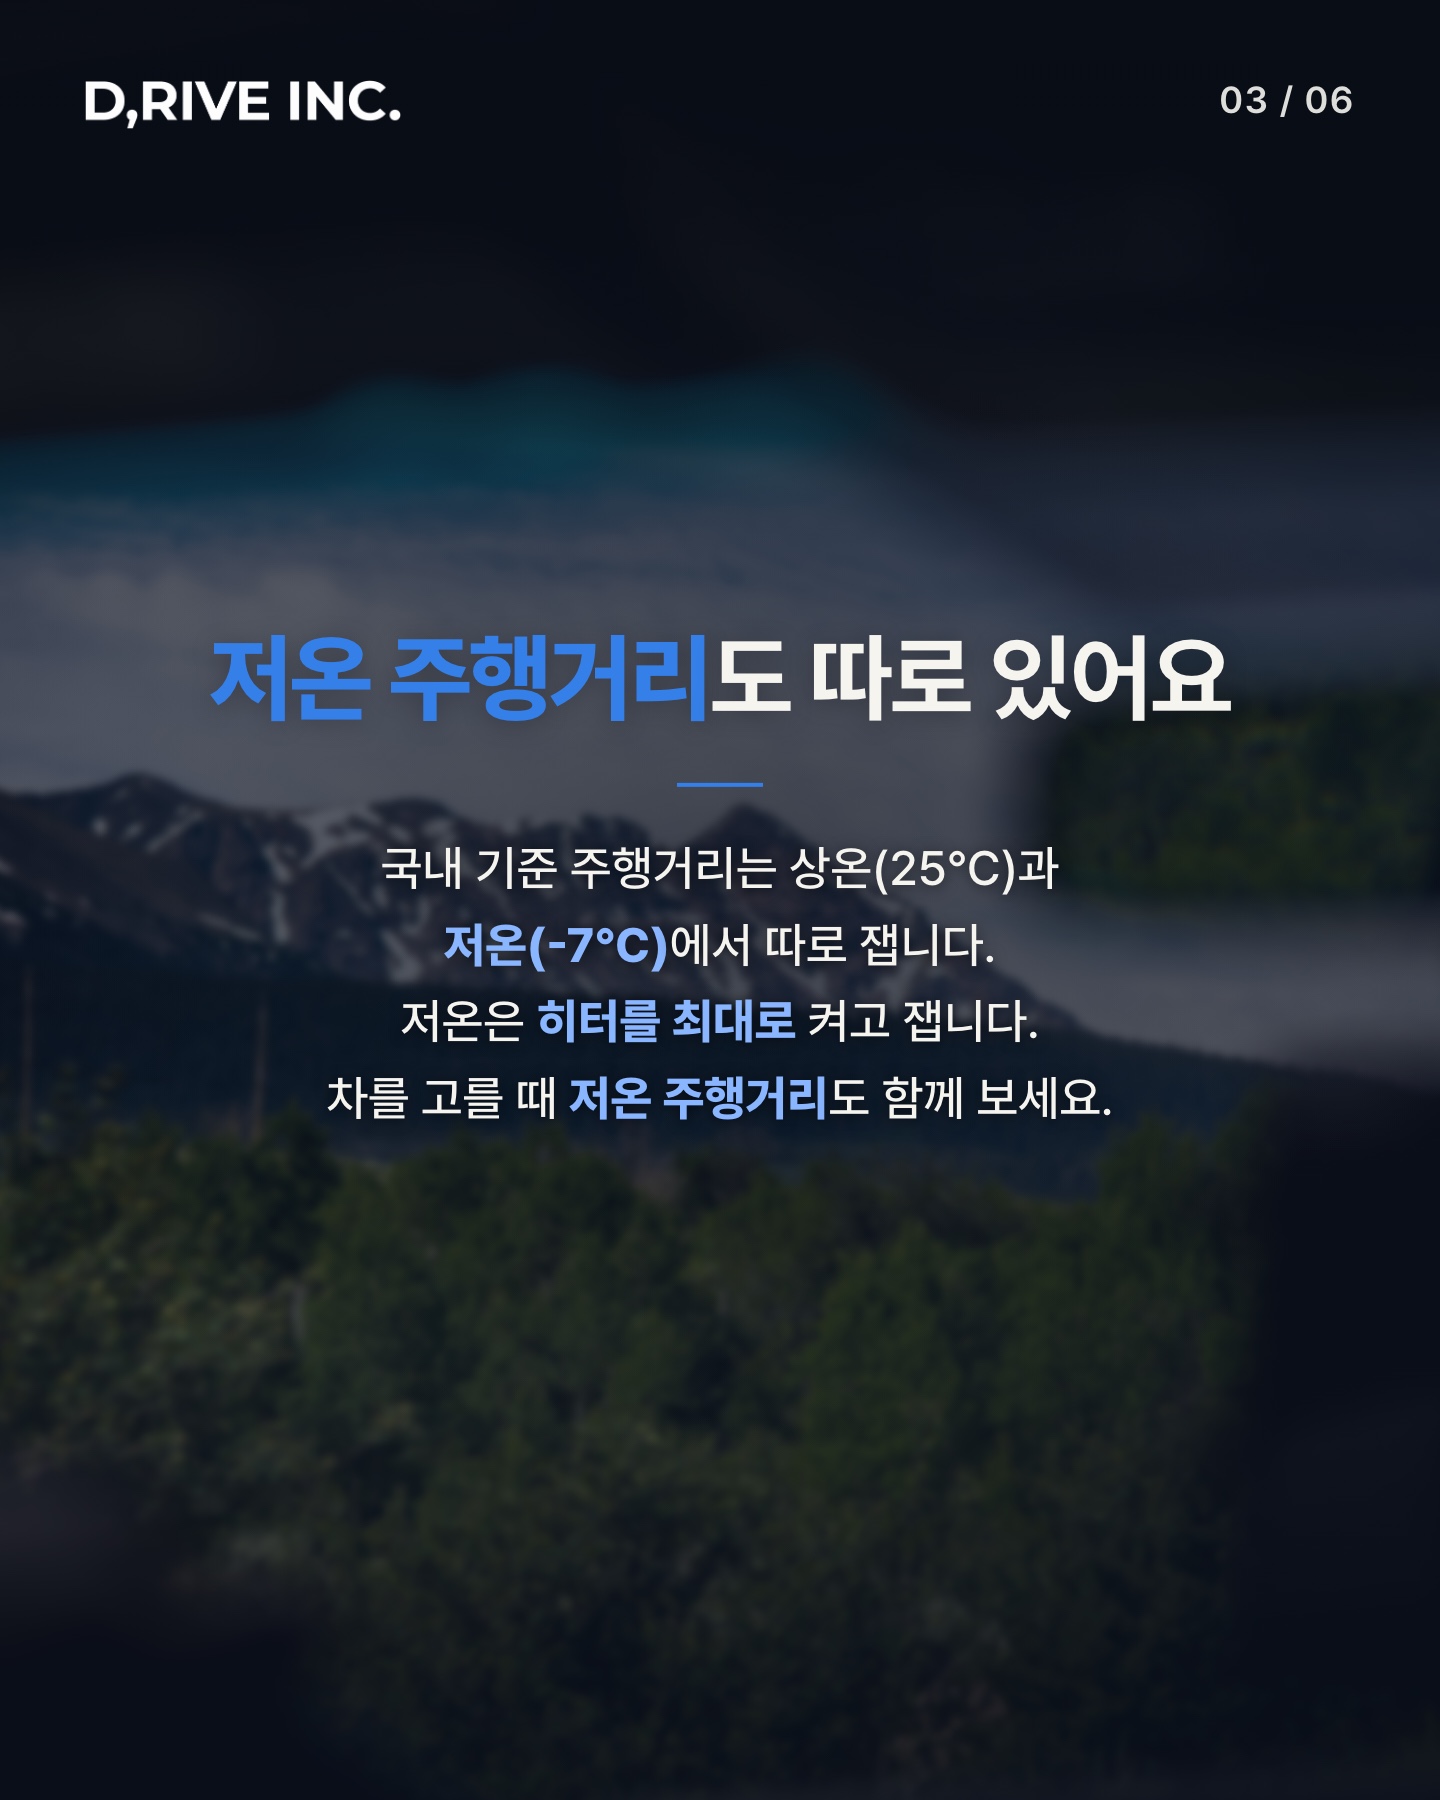 D,RIVE INC.
03 / 06
저온 주행거리도 따로 있어요
국내 기준 주행거리는 상온(25°C)과
저온(-7°C)에서 따로 잽니다.
저온은 히터를 최대로 켜고 잽니다.
차를 고를 때 저온 주행거리도 함께 보세요.